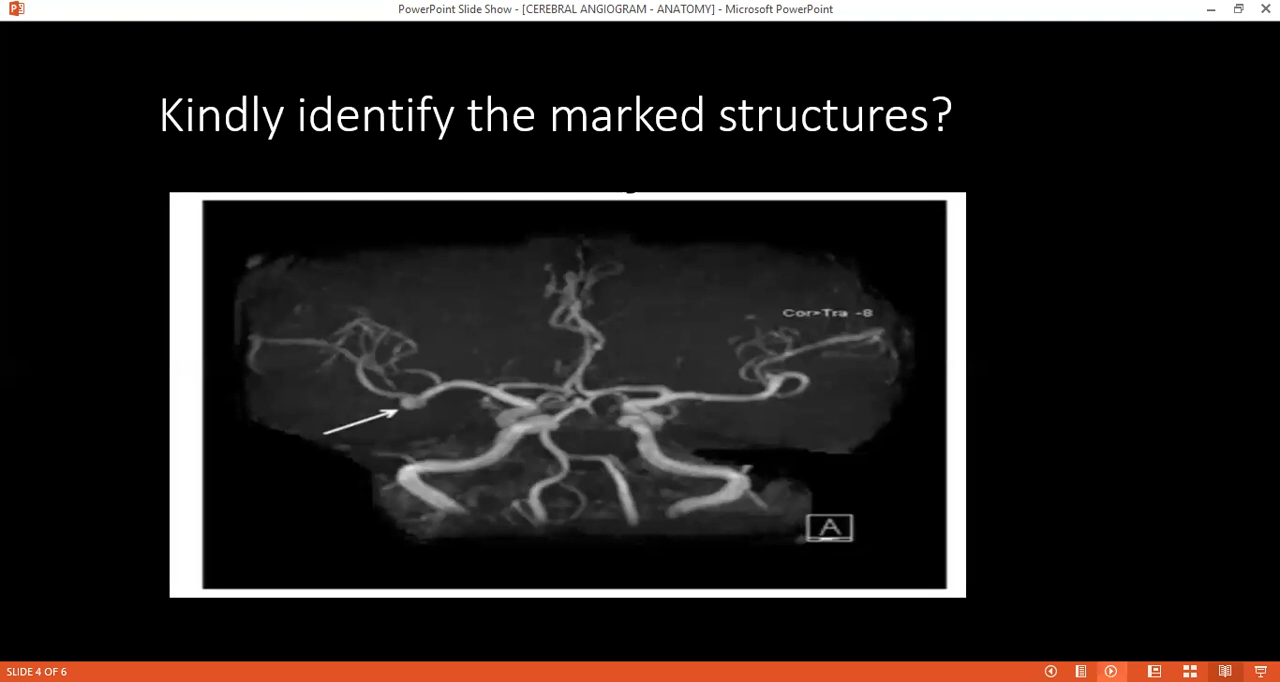 PowerPoint Slide Show - [CEREBRAL ANGIOGRAM - ANATOMY] - Microsoft PowerPoint
Kindly identify the marked structures?
Cor>Tra -8
A
SLIDE 4 OF 6